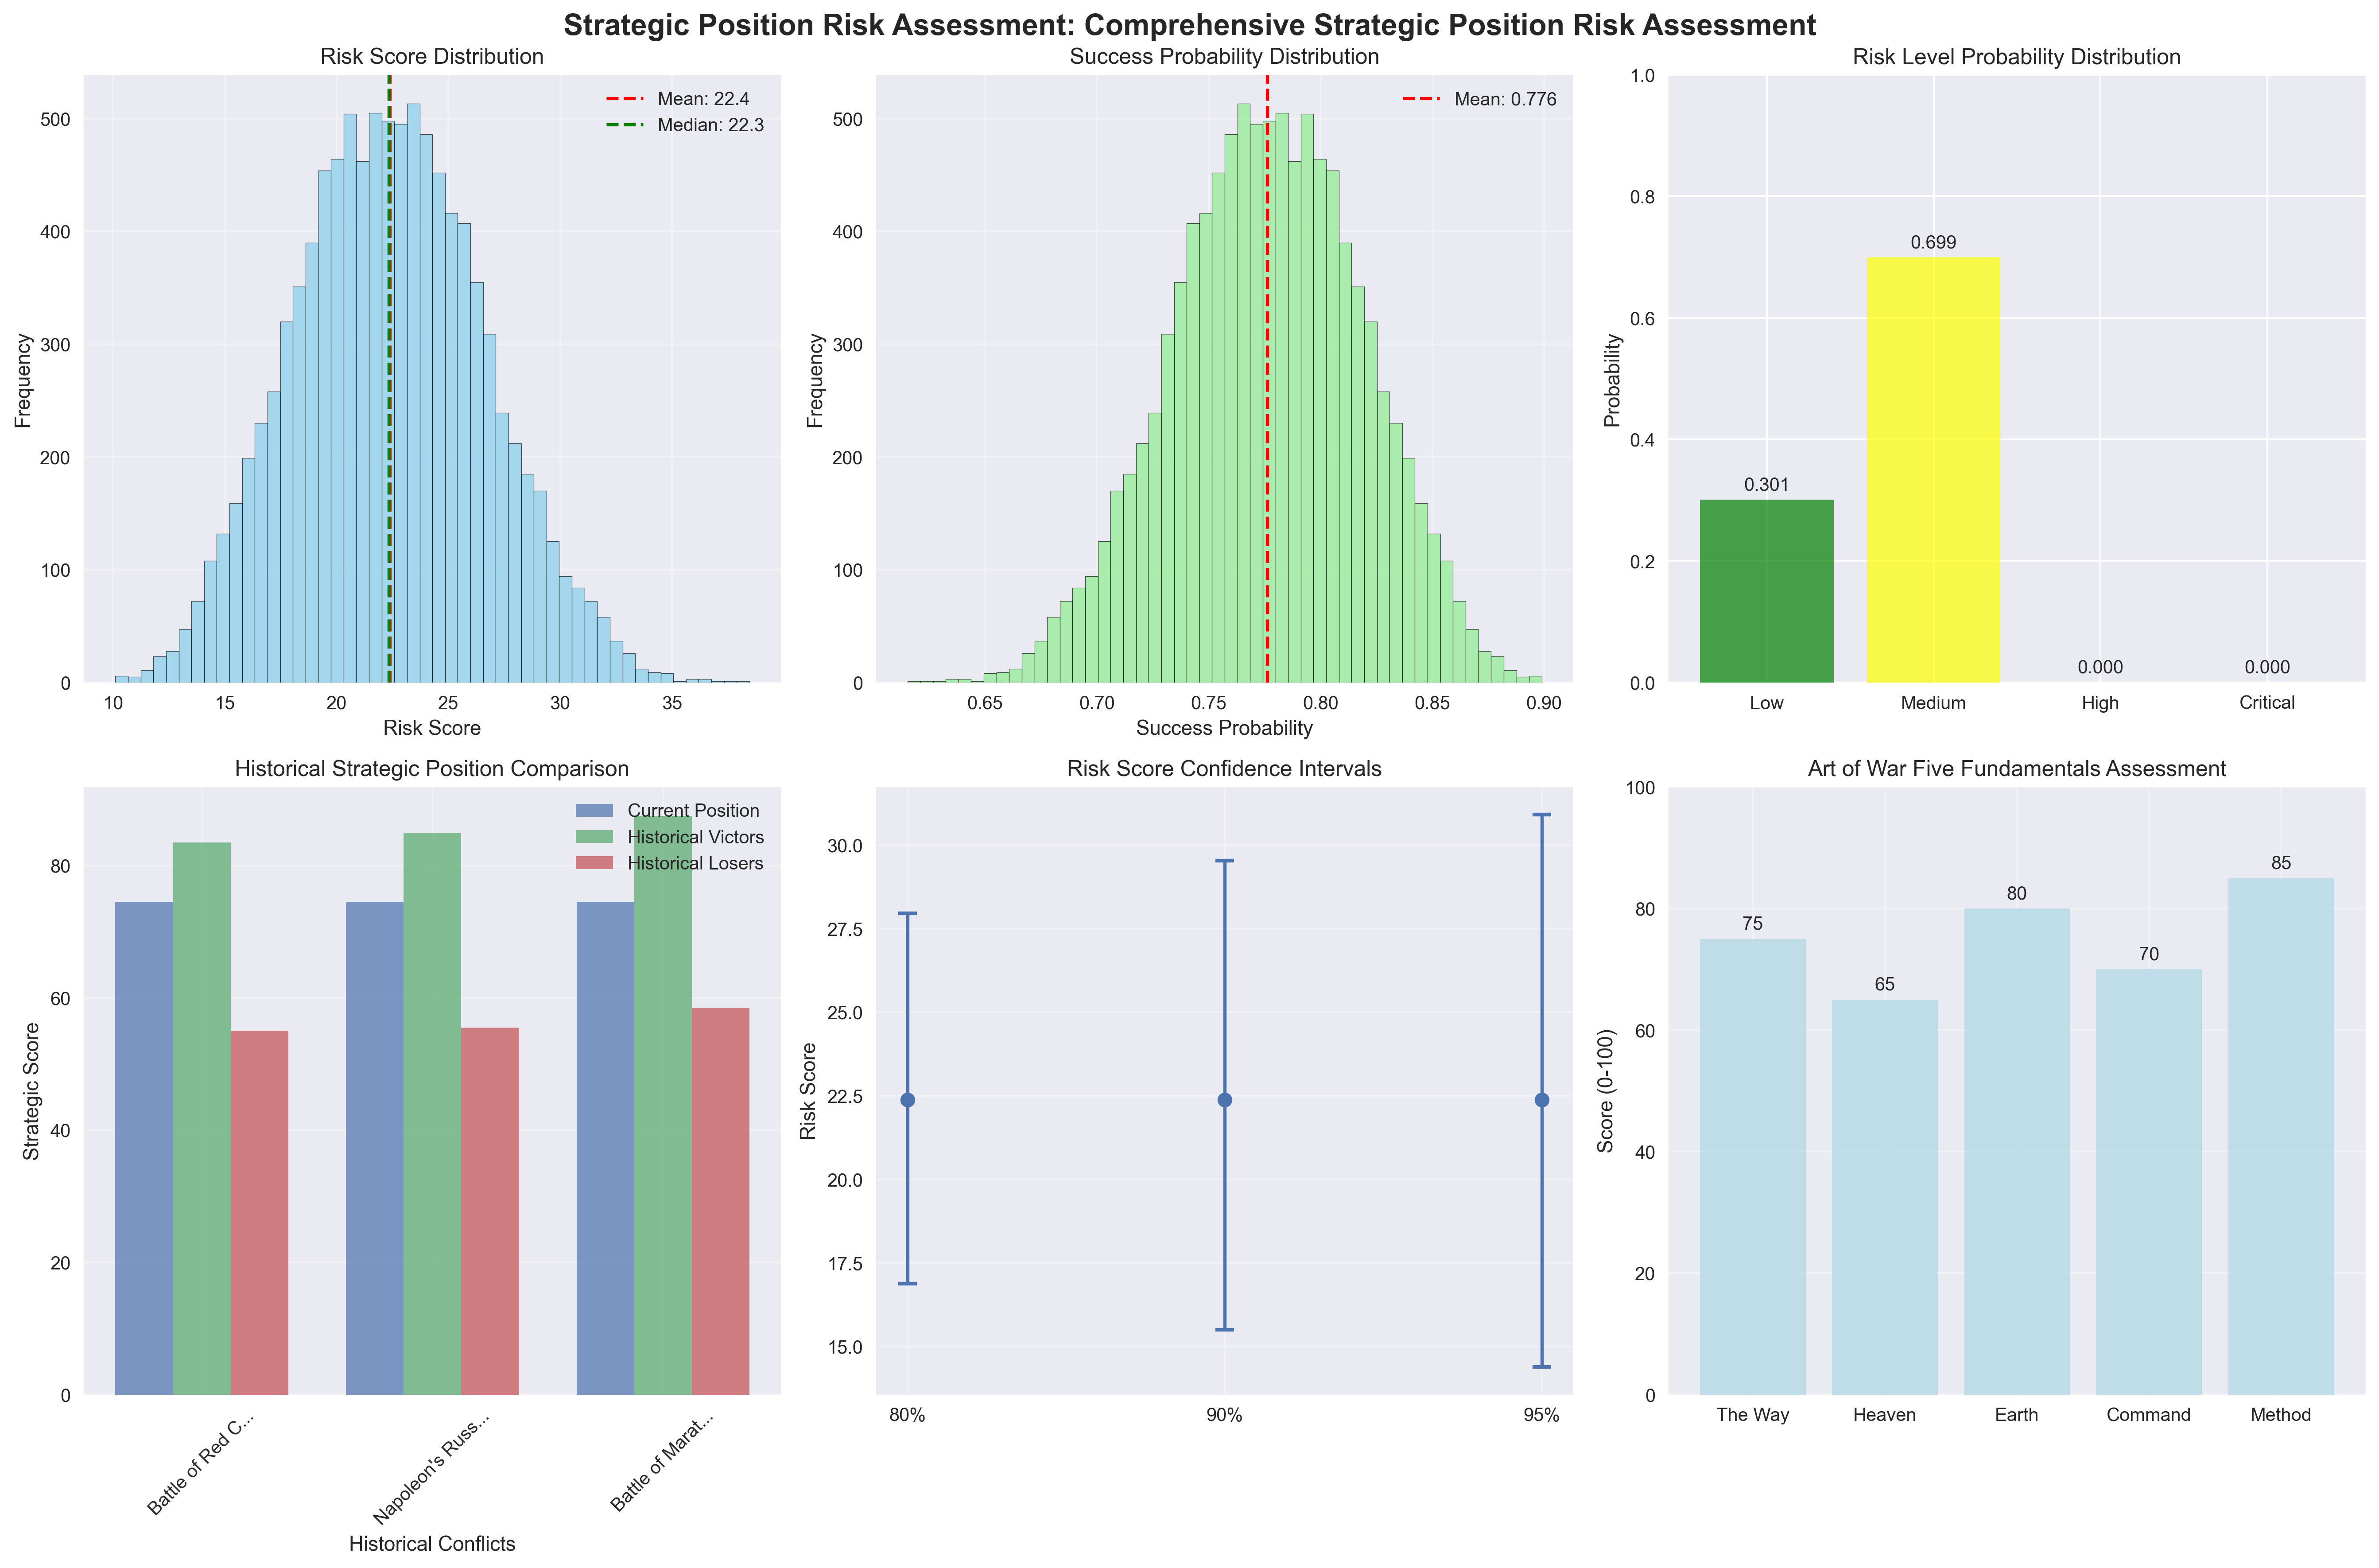 Strategic Position Risk Assessment: Comprehensive Strategic Position Risk Assessment
Risk Score Distribution
Mean: 22.4
Median: 22.3
Frequency
500
400
300
200
100
0
10 15 20 25 30 35
Risk Score
Success Probability Distribution
Mean: 0.776
Frequency
500
400
300
200
100
0
0.65 0.70 0.75 0.80 0.85 0.90
Success Probability
Risk Level Probability Distribution
Probability
1.0
0.8
0.6
0.4
0.2
0.0
0.301
0.699
0.000
0.000
Low Medium High Critical
Historical Strategic Position Comparison
Current Position
Historical Victors
Historical Losers
Strategic Score
80
60
40
20
0
Battle of Red C...
Napoleon's Russ...
Battle of Marat...
Historical Conflicts
Risk Score Confidence Intervals
Risk Score
30.0
27.5
25.0
22.5
20.0
17.5
15.0
80% 90% 95%
Art of War Five Fundamentals Assessment
Score (0-100)
100
80
60
40
20
0
75
65
80
70
85
The Way Heaven Earth Command Method